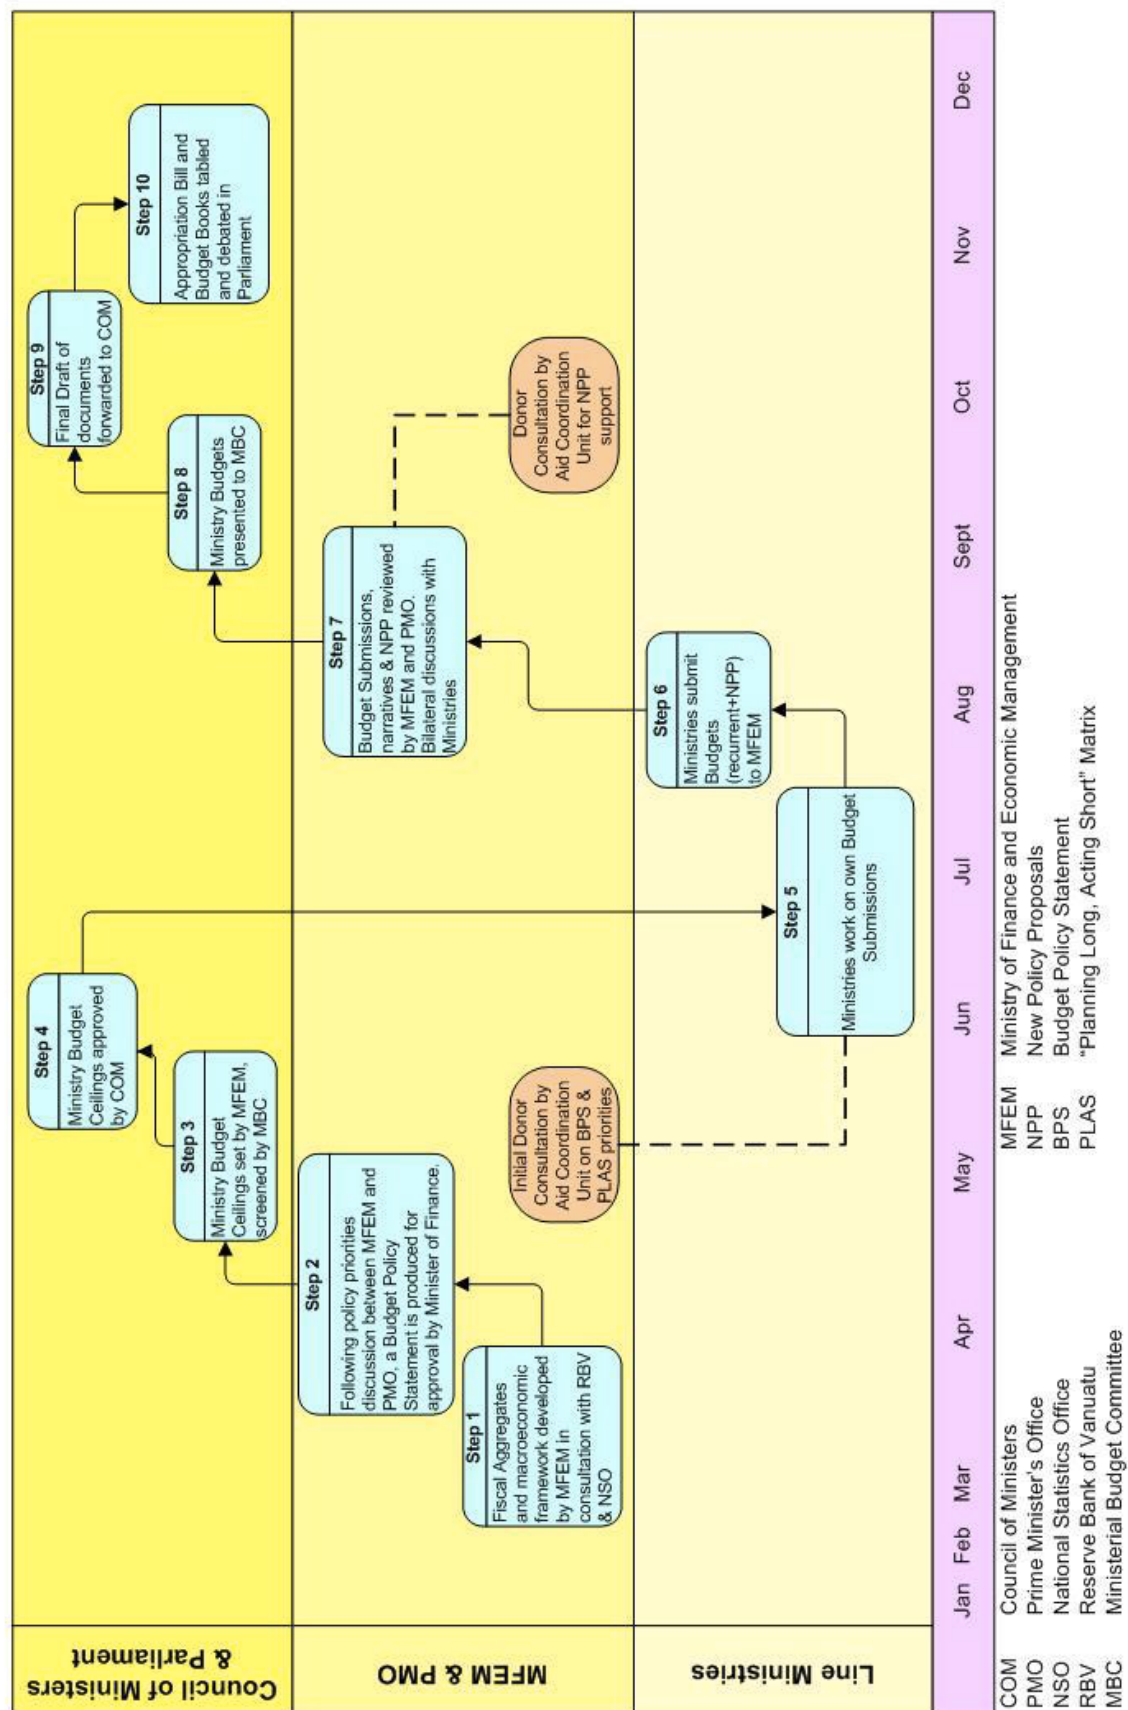 Council of Ministers
& Parliament
MFEM & PMO
Line Ministries
Step 1
Fiscal Aggregates
and macroeconomic
framework developed
by MFEM in
consultation with RBV
& NSO
Step 2
Following policy priorities
discussion between MFEM and
PMO, a Budget Policy
Statement is produced for
approval by Minister of Finance.
Step 3
Ministry Budget
Ceilings set by MFEM,
screened by MBC
Step 4
Ministry Budget
Ceilings approved
by COM
Initial Donor
Consultation by
Aid Coordination
Unit on BPS &
PLAS priorities
Step 5
Ministries work on own Budget
Submissions
Step 6
Ministries submit
Budgets
(recurrent+NPP)
to MFEM
Step 7
Budget Submissions,
narratives & NPP reviewed
by MFEM and PMO.
Bilateral discussions with
Ministries
Donor
Consultation by
Aid Coordination
Unit for NPP
support
Step 8
Ministry Budgets
presented to MBC
Step 9
Final Draft of
documents
forwarded to COM
Step 10
Appropriation Bill and
Budget Books tabled
and debated in
Parliament
Jan Feb Mar Apr May Jun Jul Aug Sept Oct Nov Dec
COM Council of Ministers
PMO Prime Minister's Office
NSO National Statistics Office
RBV Reserve Bank of Vanuatu
MBC Ministerial Budget Committee
MFEM Ministry of Finance and Economic Management
NPP New Policy Proposals
BPS Budget Policy Statement
PLAS "Planning Long, Acting Short" Matrix